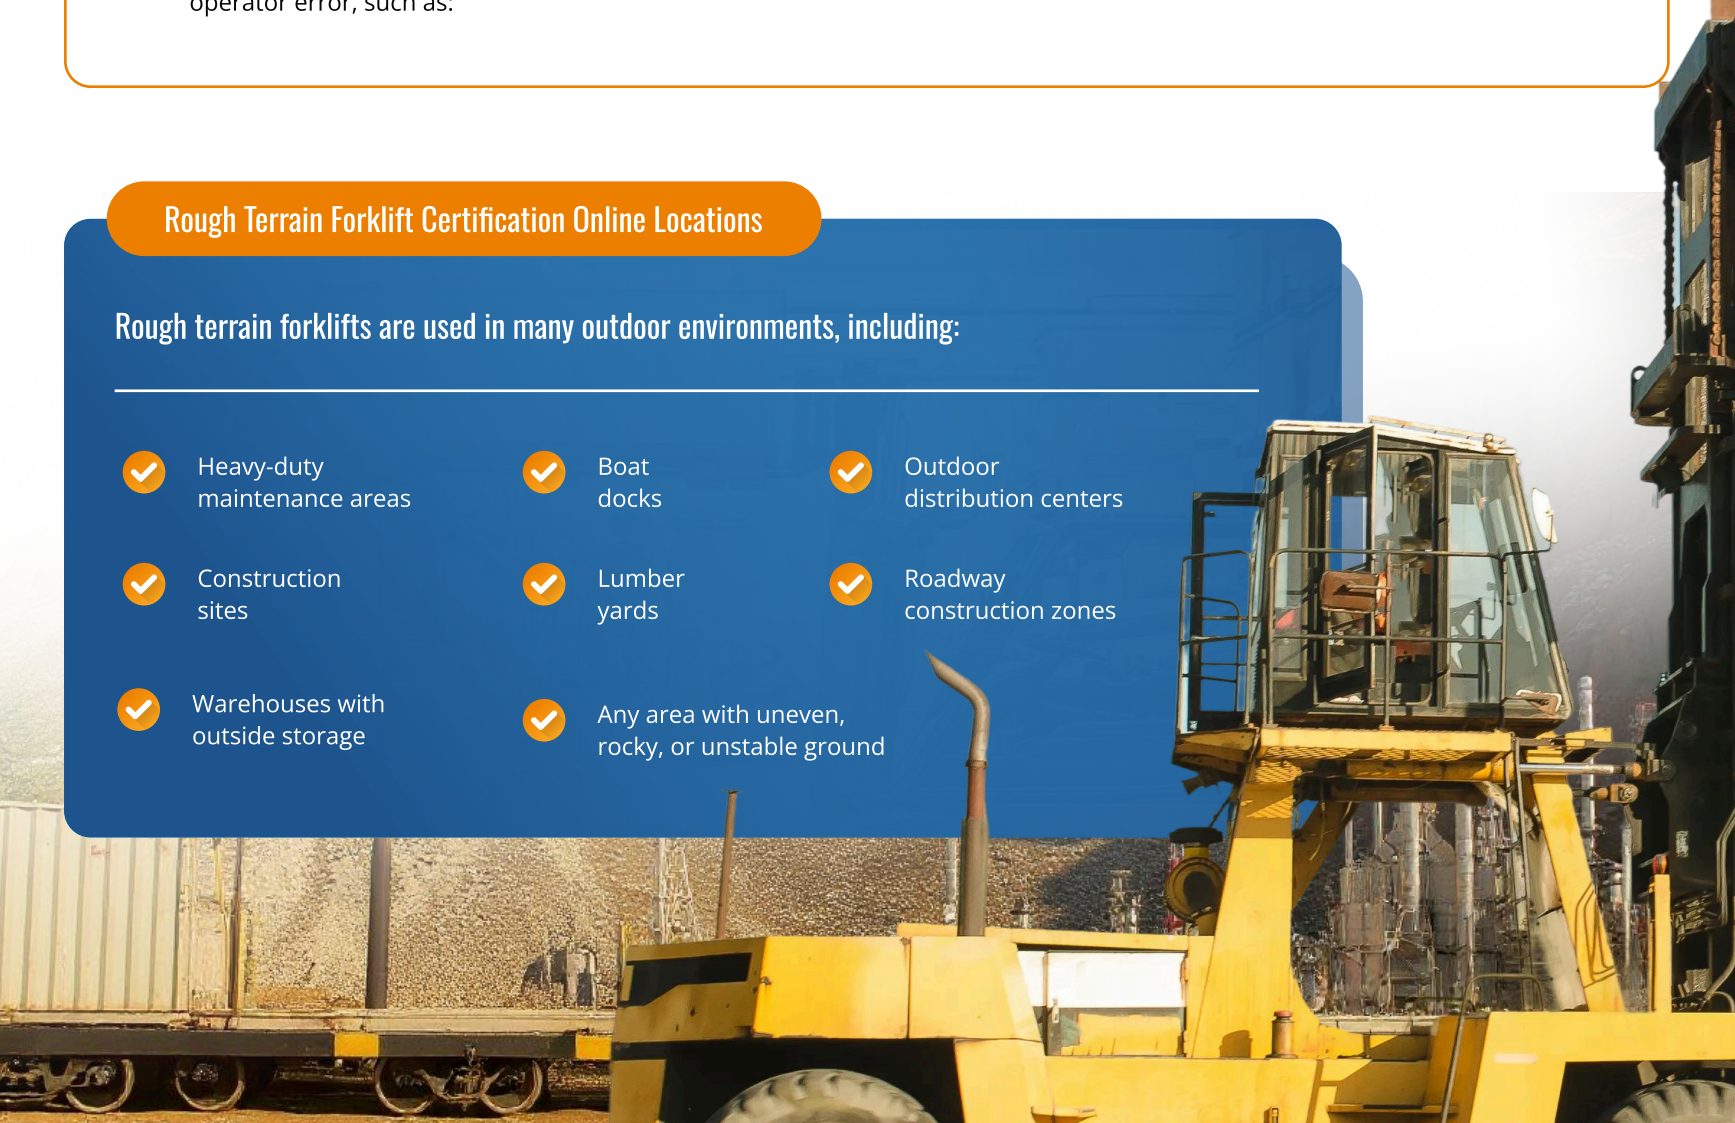 operator error, such as:
Rough Terrain Forklift Certification Online Locations
Rough terrain forklifts are used in many outdoor environments, including:
Heavy-duty
maintenance areas
Boat
docks
Outdoor
distribution centers
Construction
sites
Lumber
yards
Roadway
construction zones
Warehouses with
outside storage
Any area with uneven,
rocky, or unstable ground